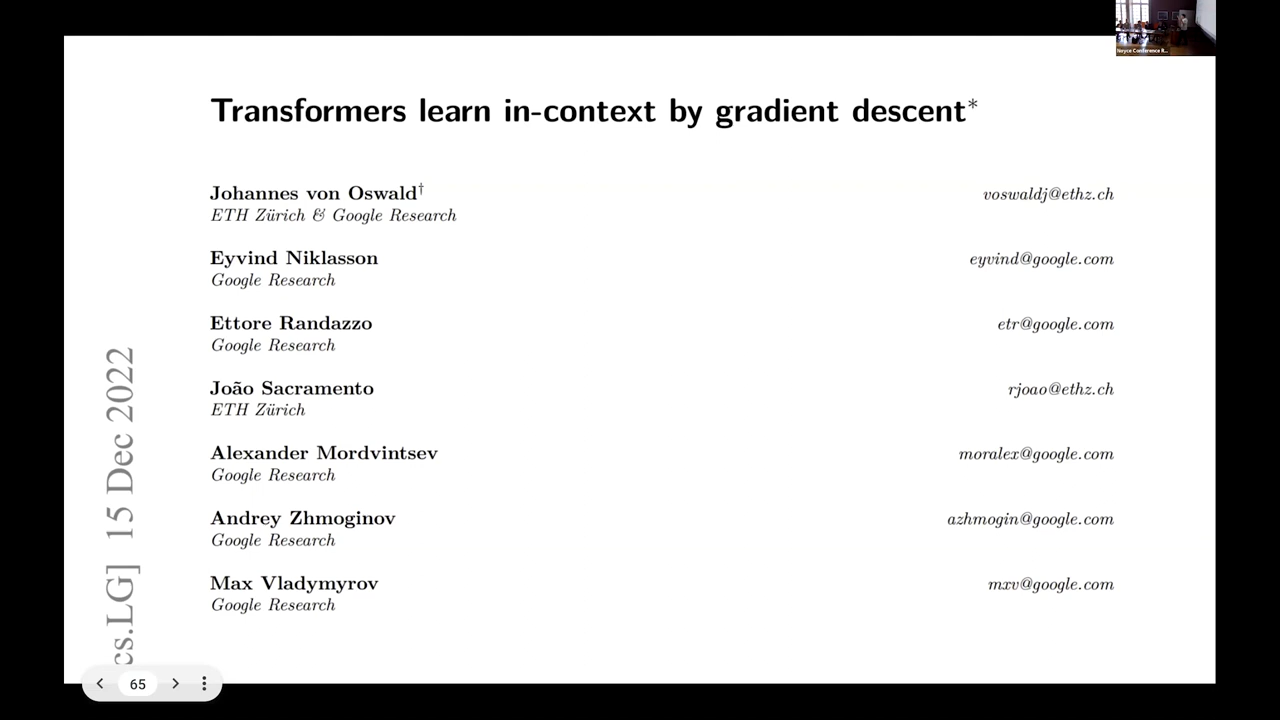 Noyce Conference R...
Transformers learn in-context by gradient descent*
Johannes von Oswald† voswaldj@ethz.ch
ETH Zürich & Google Research
Eyvind Niklasson eyvind@google.com
Google Research
Ettore Randazzo etr@google.com
Google Research
João Sacramento rjoao@ethz.ch
ETH Zürich
Alexander Mordvintsev moralex@google.com
Google Research
Andrey Zhmoginov azhmogin@google.com
Google Research
Max Vladymyrov mxv@google.com
Google Research
cs.LG] 15 Dec 2022
65